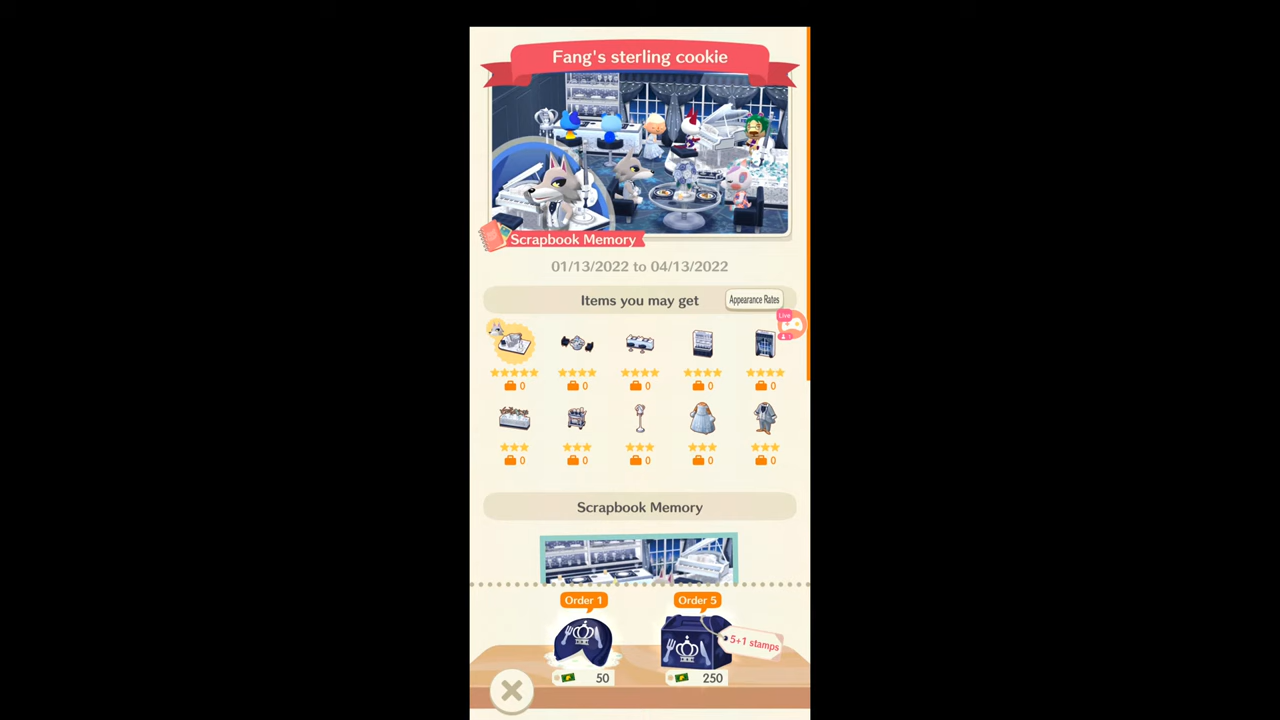 Fang's sterling cookie
Scrapbook Memory
01/13/2022 to 04/13/2022
Items you may get
Appearance Rates
Live
0 0 0 0 0
0 0 0 0 0
Scrapbook Memory
Order 1
Order 5
5+1 stamps
50
250